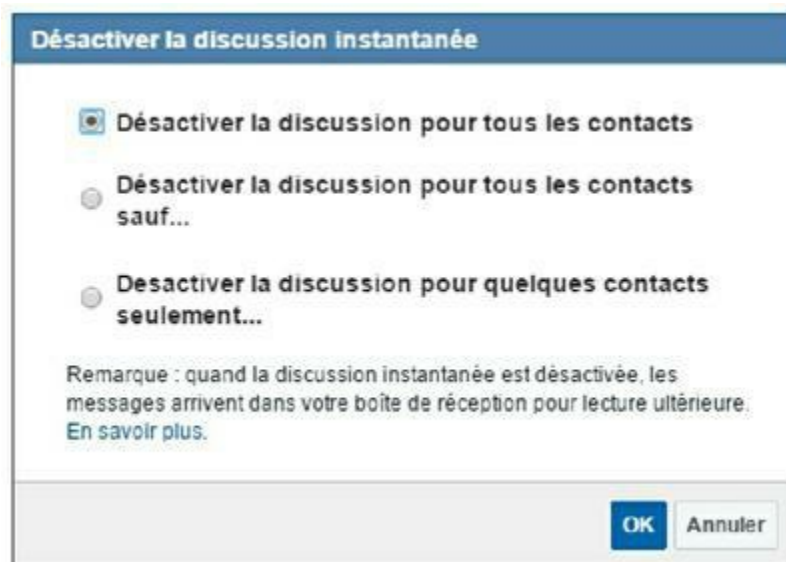 Désactiver la discussion instantanée
Désactiver la discussion pour tous les contacts
Désactiver la discussion pour tous les contacts
sauf...
Desactiver la discussion pour quelques contacts
seulement...
Remarque : quand la discussion instantanée est désactivée, les
messages arrivent dans votre boîte de réception pour lecture ultérieure.
En savoir plus.
OK Annuler